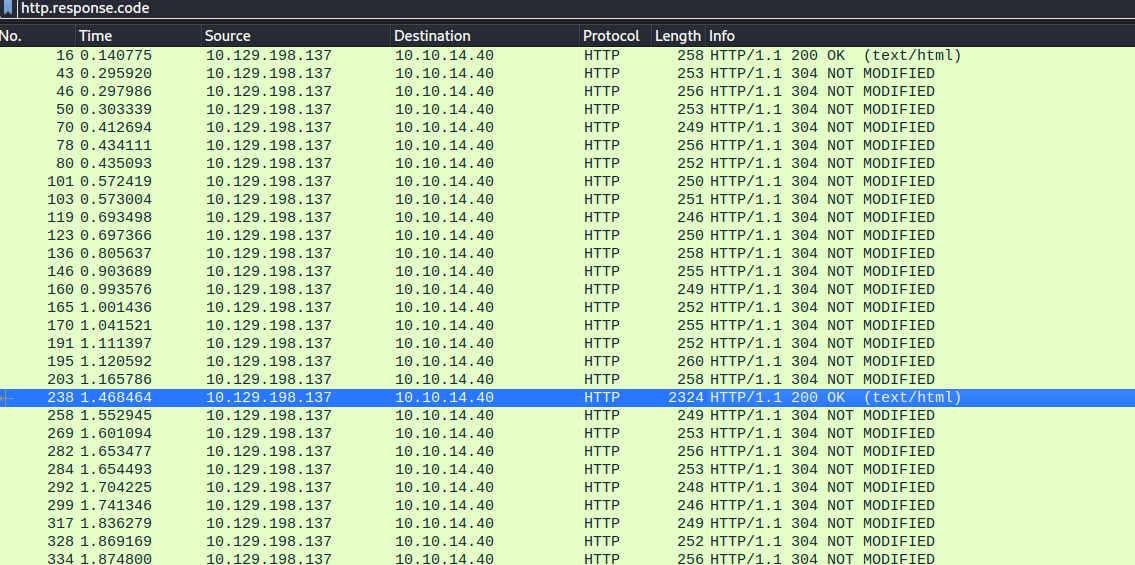 http.response.code
No. Time Source Destination Protocol Length Info
16 0.140775 10.129.198.137 10.10.14.40 HTTP 258 HTTP/1.1 200 OK (text/html)
43 0.295920 10.129.198.137 10.10.14.40 HTTP 253 HTTP/1.1 304 NOT MODIFIED
46 0.297986 10.129.198.137 10.10.14.40 HTTP 256 HTTP/1.1 304 NOT MODIFIED
50 0.303339 10.129.198.137 10.10.14.40 HTTP 253 HTTP/1.1 304 NOT MODIFIED
70 0.412694 10.129.198.137 10.10.14.40 HTTP 249 HTTP/1.1 304 NOT MODIFIED
78 0.434111 10.129.198.137 10.10.14.40 HTTP 256 HTTP/1.1 304 NOT MODIFIED
80 0.435093 10.129.198.137 10.10.14.40 HTTP 252 HTTP/1.1 304 NOT MODIFIED
101 0.572419 10.129.198.137 10.10.14.40 HTTP 250 HTTP/1.1 304 NOT MODIFIED
103 0.573004 10.129.198.137 10.10.14.40 HTTP 251 HTTP/1.1 304 NOT MODIFIED
119 0.693498 10.129.198.137 10.10.14.40 HTTP 246 HTTP/1.1 304 NOT MODIFIED
123 0.697366 10.129.198.137 10.10.14.40 HTTP 250 HTTP/1.1 304 NOT MODIFIED
136 0.805637 10.129.198.137 10.10.14.40 HTTP 258 HTTP/1.1 304 NOT MODIFIED
146 0.903689 10.129.198.137 10.10.14.40 HTTP 255 HTTP/1.1 304 NOT MODIFIED
160 0.993576 10.129.198.137 10.10.14.40 HTTP 249 HTTP/1.1 304 NOT MODIFIED
165 1.001436 10.129.198.137 10.10.14.40 HTTP 252 HTTP/1.1 304 NOT MODIFIED
170 1.041521 10.129.198.137 10.10.14.40 HTTP 255 HTTP/1.1 304 NOT MODIFIED
191 1.111397 10.129.198.137 10.10.14.40 HTTP 252 HTTP/1.1 304 NOT MODIFIED
195 1.120592 10.129.198.137 10.10.14.40 HTTP 260 HTTP/1.1 304 NOT MODIFIED
203 1.165786 10.129.198.137 10.10.14.40 HTTP 258 HTTP/1.1 304 NOT MODIFIED
238 1.468464 10.129.198.137 10.10.14.40 HTTP 2324 HTTP/1.1 200 OK (text/html)
258 1.552945 10.129.198.137 10.10.14.40 HTTP 249 HTTP/1.1 304 NOT MODIFIED
269 1.601094 10.129.198.137 10.10.14.40 HTTP 253 HTTP/1.1 304 NOT MODIFIED
282 1.653477 10.129.198.137 10.10.14.40 HTTP 256 HTTP/1.1 304 NOT MODIFIED
284 1.654493 10.129.198.137 10.10.14.40 HTTP 253 HTTP/1.1 304 NOT MODIFIED
292 1.704225 10.129.198.137 10.10.14.40 HTTP 248 HTTP/1.1 304 NOT MODIFIED
299 1.741346 10.129.198.137 10.10.14.40 HTTP 246 HTTP/1.1 304 NOT MODIFIED
317 1.836279 10.129.198.137 10.10.14.40 HTTP 249 HTTP/1.1 304 NOT MODIFIED
328 1.869169 10.129.198.137 10.10.14.40 HTTP 252 HTTP/1.1 304 NOT MODIFIED
334 1.874800 10.129.198.137 10.10.14.40 HTTP 256 HTTP/1.1 304 NOT MODIFIED